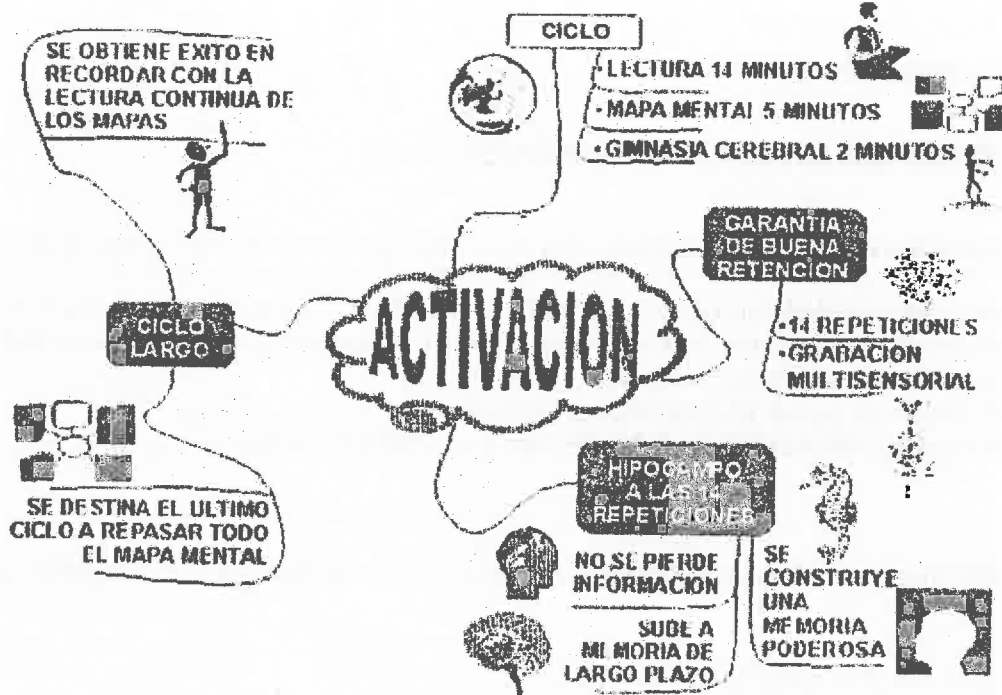 CICLO
• LECTURA 14 MINUTOS
• MAPA MENTAL 5 MINUTOS
• GIMNASIA CEREBRAL 2 MINUTOS
SE OBTIENE EXITO EN
RECORDAR CON LA
LECTURA CONTINUA DE
LOS MAPAS
GARANTIA
DE BUENA
RETENCION
• 14 REPETICIONES
• GRABACION
MULTISENSORIAL
ACTIVACION
CICLO
LARGO
SE DESTINA EL ULTIMO
CICLO A REPASAR TODO
EL MAPA MENTAL
HIPOCAMPO
A LAS
REPETICIONES
NO SE PIERDE
INFORMACION
SUBE A
MEMORIA DE
LARGO PLAZO
SE
CONSTRUYE
UNA
MEMORIA
PODEROSA